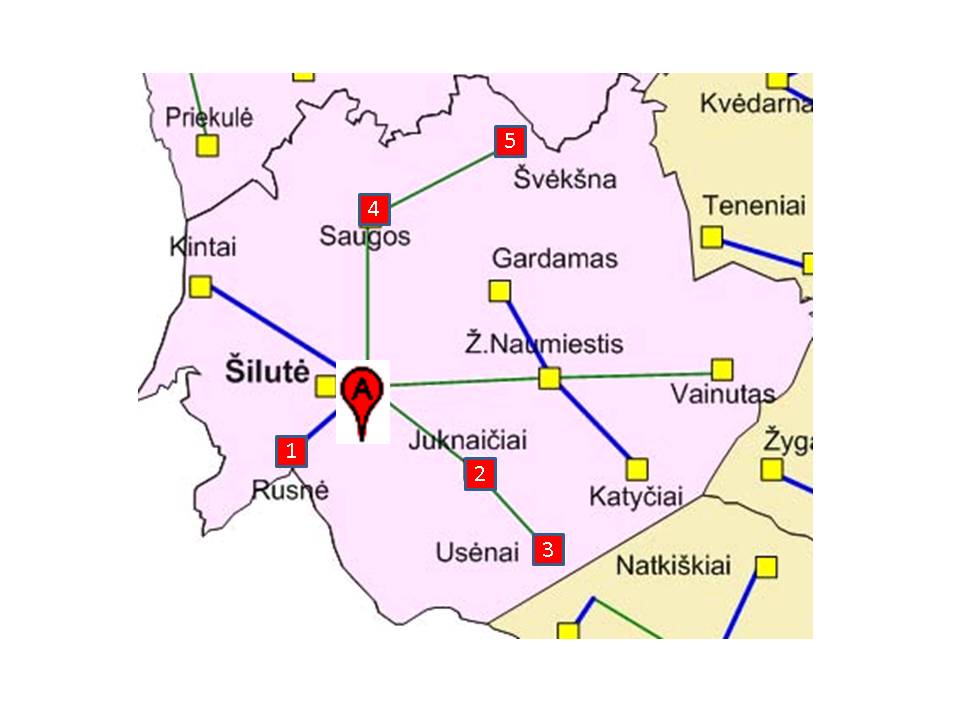 Kvėdarna
Priekulė
5
Švėkšna
4
Teneniai
Saugos
Kintai
Gardamas
Ž.Naumiestis
Šilutė
A
Vainutas
Juknaičiai
Žyga
1
2
Rusnė
Katyčiai
Usėnai
3
Natkiškiai